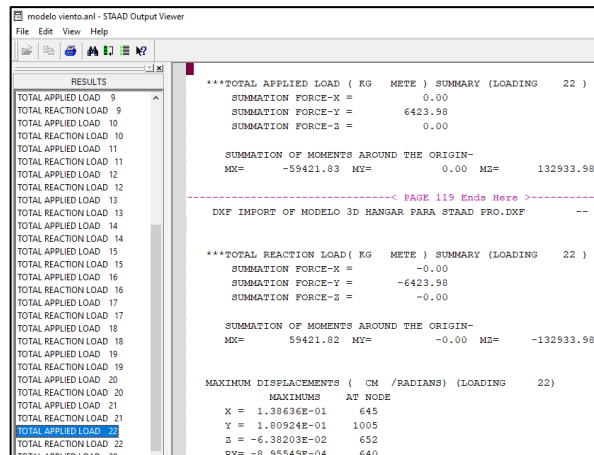 modelo viento.anl - STAAD Output Viewer
File Edit View Help
RESULTS
TOTAL APPLIED LOAD 9
TOTAL REACTION LOAD 9
TOTAL APPLIED LOAD 10
TOTAL REACTION LOAD 10
TOTAL APPLIED LOAD 11
TOTAL REACTION LOAD 11
TOTAL APPLIED LOAD 12
TOTAL REACTION LOAD 12
TOTAL APPLIED LOAD 13
TOTAL REACTION LOAD 13
TOTAL APPLIED LOAD 14
TOTAL REACTION LOAD 14
TOTAL APPLIED LOAD 15
TOTAL REACTION LOAD 15
TOTAL APPLIED LOAD 16
TOTAL REACTION LOAD 16
TOTAL APPLIED LOAD 17
TOTAL REACTION LOAD 17
TOTAL APPLIED LOAD 18
TOTAL REACTION LOAD 18
TOTAL APPLIED LOAD 19
TOTAL REACTION LOAD 19
TOTAL APPLIED LOAD 20
TOTAL REACTION LOAD 20
TOTAL APPLIED LOAD 21
TOTAL REACTION LOAD 21
TOTAL APPLIED LOAD 22
TOTAL REACTION LOAD 22
***TOTAL APPLIED LOAD ( KG METE ) SUMMARY (LOADING 22 )
SUMMATION FORCE-X = 0.00
SUMMATION FORCE-Y = 6423.98
SUMMATION FORCE-Z = 0.00
SUMMATION OF MOMENTS AROUND THE ORIGIN-
MX= -59421.83 MY= 0.00 MZ= 132933.98
< PAGE 119 Ends Here >
DXF IMPORT OF MODELO 3D HANGAR PARA STAAD PRO.DXF --
***TOTAL REACTION LOAD( KG METE ) SUMMARY (LOADING 22 )
SUMMATION FORCE-X = -0.00
SUMMATION FORCE-Y = -6423.98
SUMMATION FORCE-Z = -0.00
SUMMATION OF MOMENTS AROUND THE ORIGIN-
MX= 59421.82 MY= -0.00 MZ= -132933.98
MAXIMUM DISPLACEMENTS ( CM /RADIANS) (LOADING 22)
MAXIMUMS AT NODE
X = 1.38636E-01 645
Y = 1.80924E-01 1005
Z = -6.38203E-02 652
RX= -8.95549E-04 640